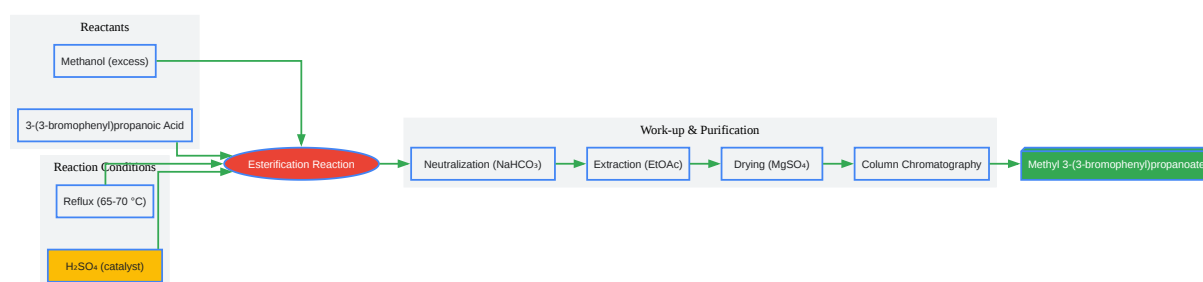 Reactants
Methanol (excess)
3-(3-bromophenyl)propanoic Acid
Reaction Conditions
Reflux (65-70 °C)
H₂SO₄ (catalyst)
Esterification Reaction
Work-up & Purification
Neutralization (NaHCO₃)
Extraction (EtOAc)
Drying (MgSO₄)
Column Chromatography
Methyl 3-(3-bromophenyl)propanoate